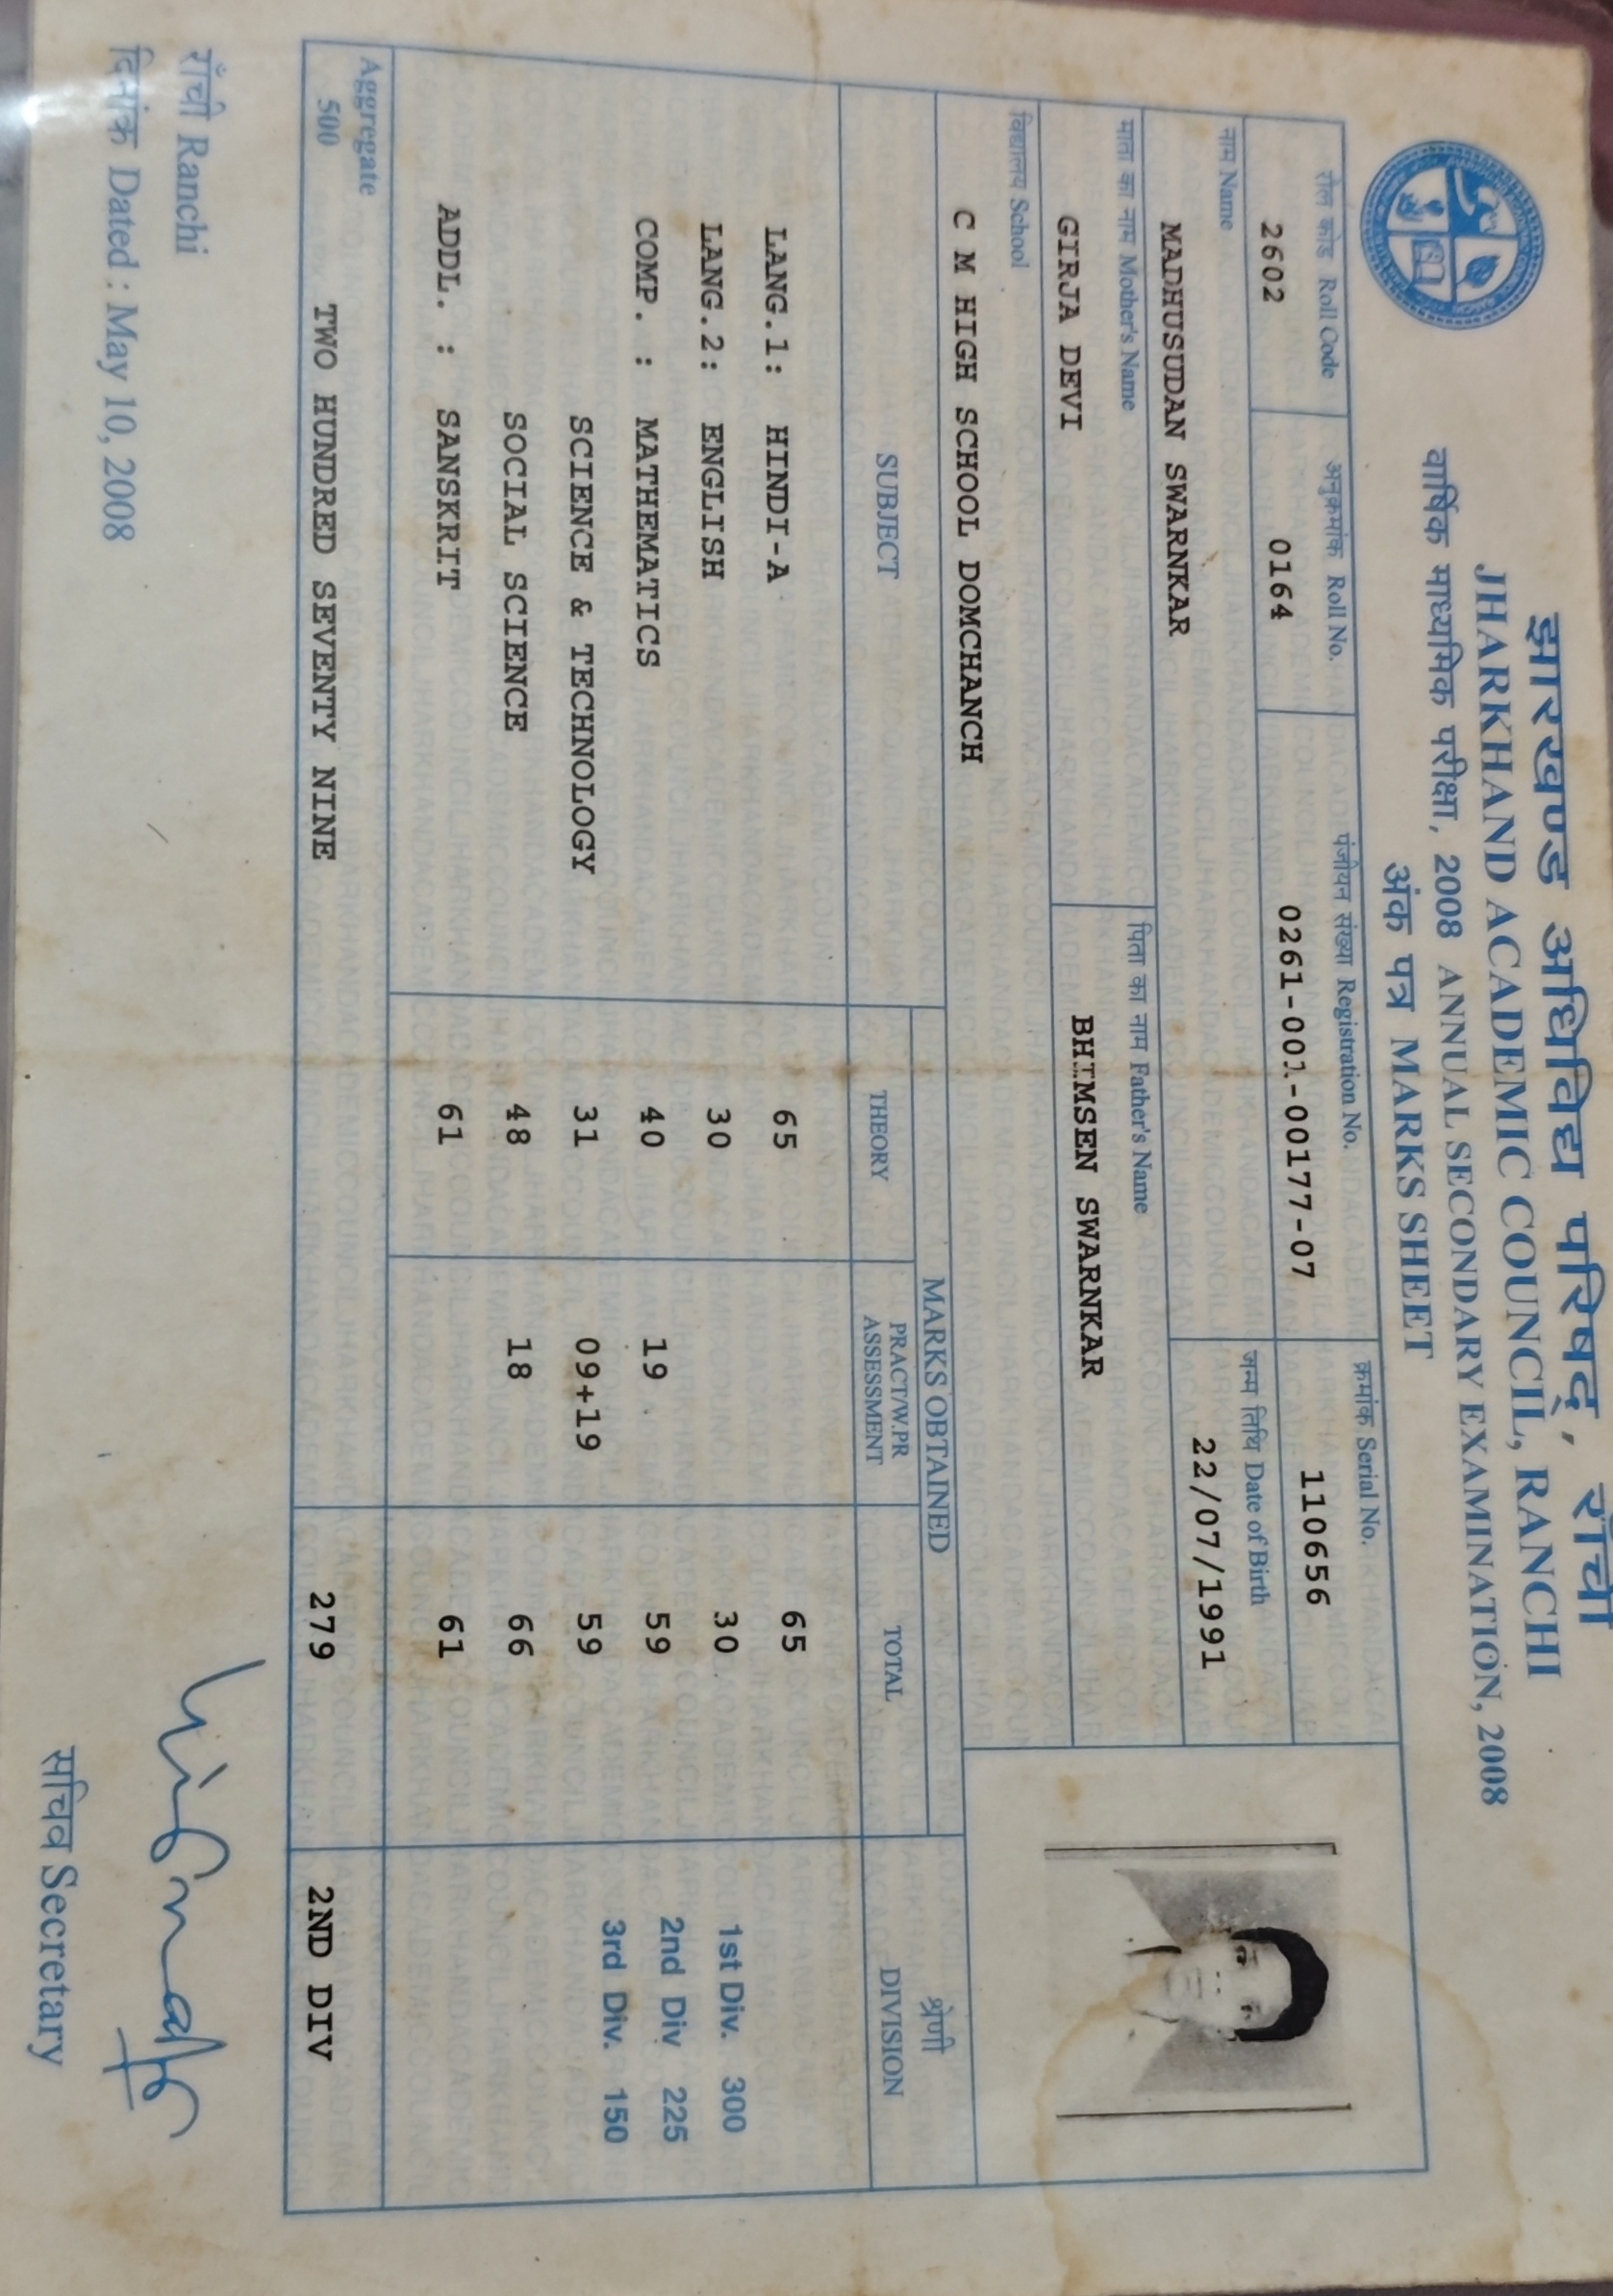 झारखण्ड अधिविद्य परिषद्, राँची
JHARKHAND ACADEMIC COUNCIL, RANCHI
वार्षिक माध्यमिक परीक्षा, 2008 ANNUAL SECONDARY EXAMINATION, 2008
अंक पत्र MARKS SHEET
रोल कोड Roll Code अनुक्रमांक Roll No. पंजीयन संख्या Registration No. क्रमांक Serial No.
2602 0164 0261-001-00177-07 110656
नाम Name जन्म तिथि Date of Birth
MADHUSUDAN SWARNKAR 22/07/1991
माता का नाम Mother's Name पिता का नाम Father's Name
GIRJA DEVI BHIMSEN SWARNKAR
विद्यालय School
C M HIGH SCHOOL DOMCHANCH
SUBJECT MARKS OBTAINED श्रेणी DIVISION
THEORY PRACT/W.PR ASSESSMENT TOTAL
LANG.1: HINDI-A 65 65
LANG.2: ENGLISH 30 30 1st Div. 300
COMP. : MATHEMATICS 40 19 59 2nd Div 225
SCIENCE & TECHNOLOGY 31 09+19 59 3rd Div. 150
SOCIAL SCIENCE 48 18 66
ADDL. : SANSKRIT 61 61
Aggregate
500 TWO HUNDRED SEVENTY NINE 279 2ND DIV
राँची Ranchi
दिनांक Dated : May 10, 2008
सचिव Secretary